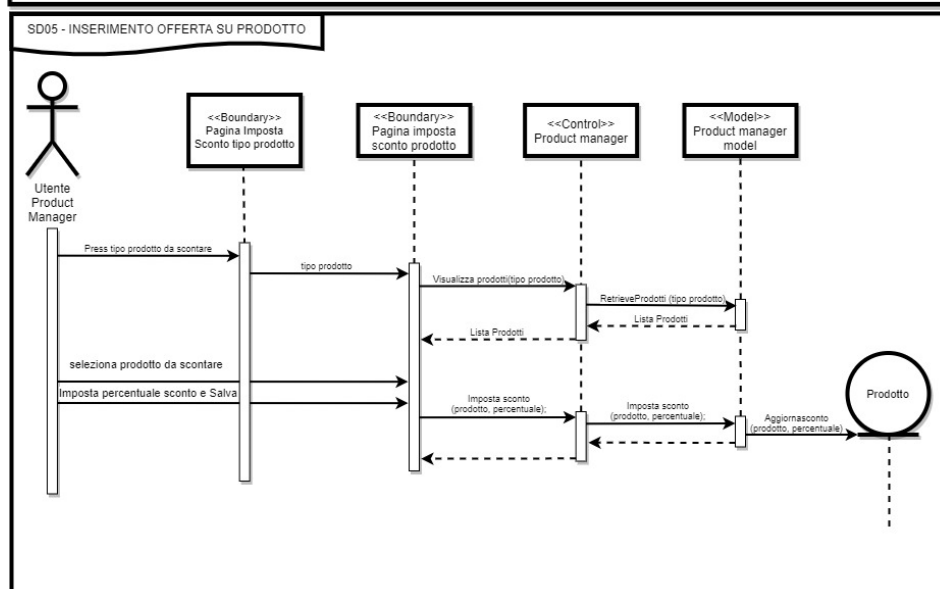 SD05 - INSERIMENTO OFFERTA SU PRODOTTO
Utente
Product
Manager
<<Boundary>>
Pagina Imposta
Sconto tipo prodotto
<<Boundary>>
Pagina imposta
sconto prodotto
<<Control>>
Product manager
<<Model>>
Product manager
model
Press tipo prodotto da scontare
tipo prodotto
Visualizza prodotti(tipo prodotto)
RetrieveProdotti (tipo prodotto)
Lista Prodotti
Lista Prodotti
seleziona prodotto da scontare
Imposta percentuale sconto e Salva
Imposta sconto
(prodotto, percentuale);
Imposta sconto
(prodotto, percentuale);
Aggiornasconto
(prodotto, percentuale)
Prodotto